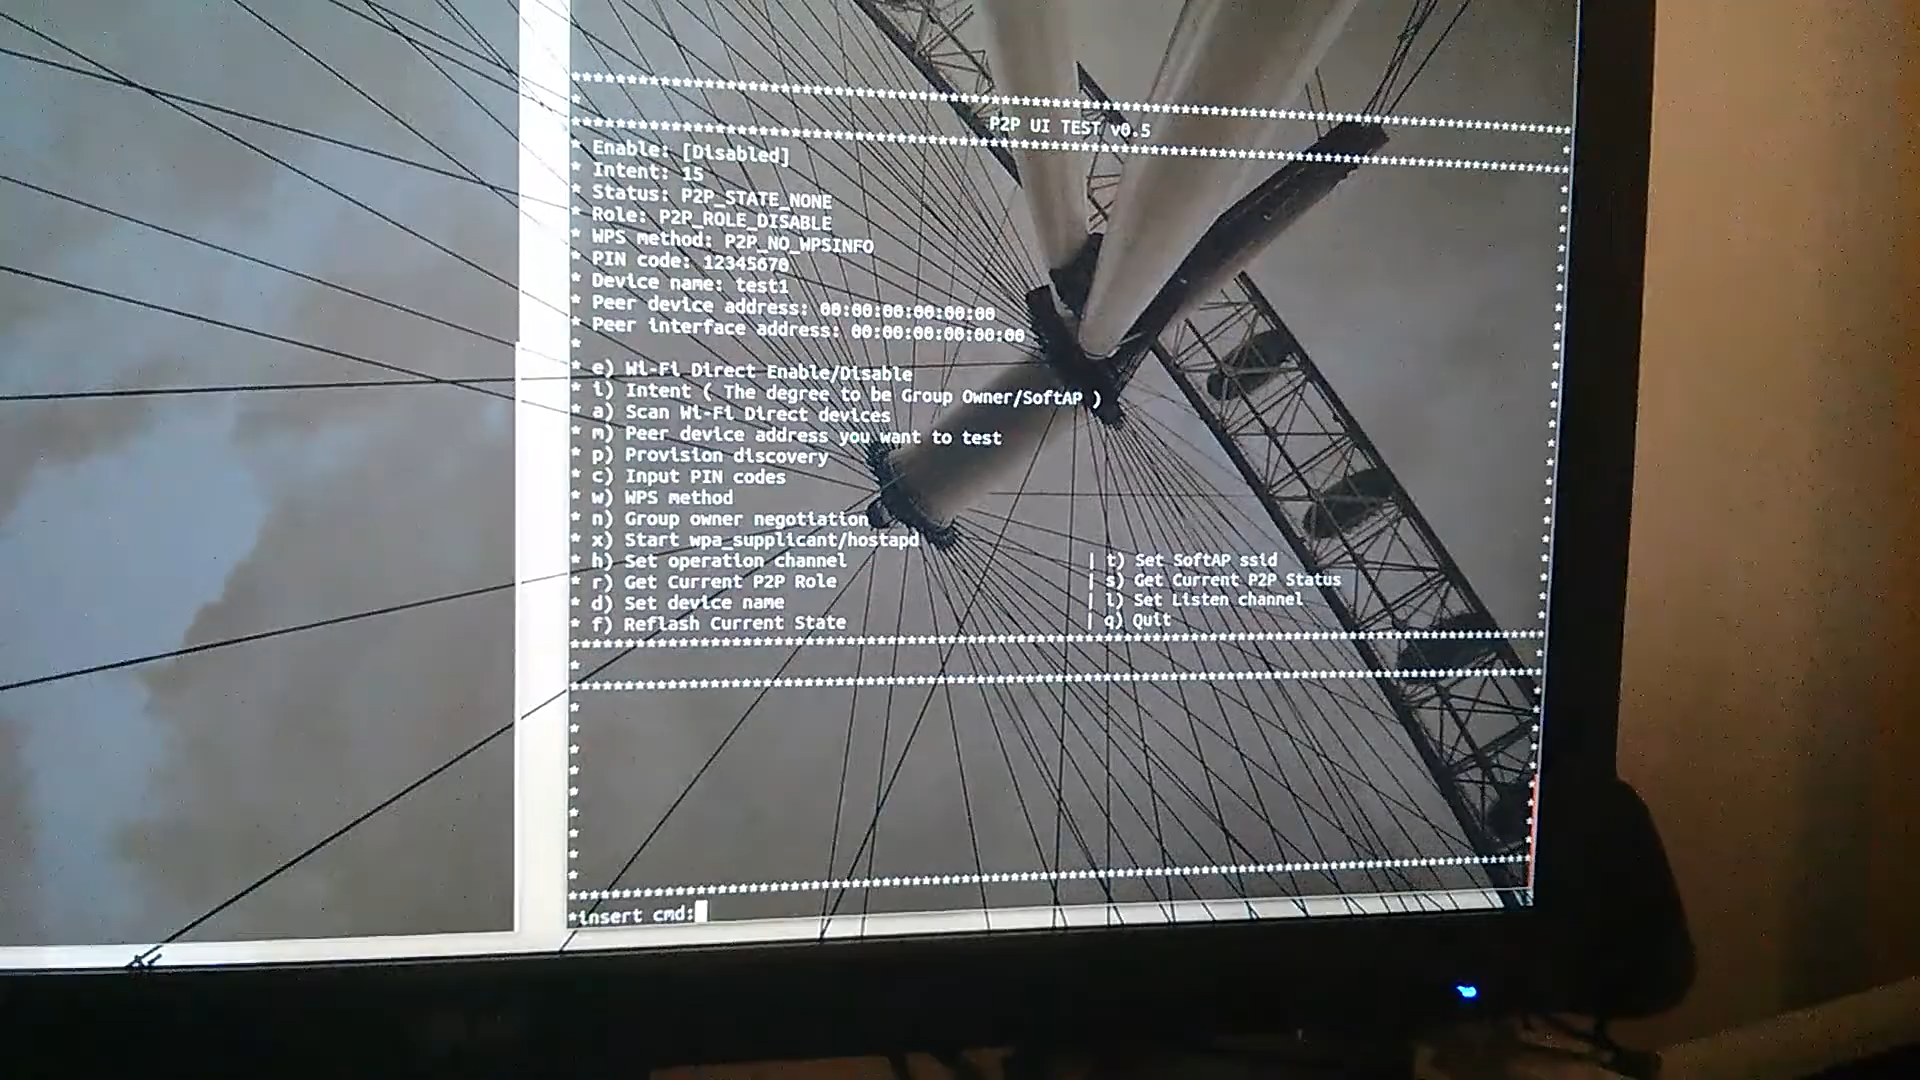 ********************************************************************************
*                                      P2P UI TEST v0.5                                      *
********************************************************************************
* Enable: [Disabled] *
* Intent: 15 *
* Status: P2P_STATE_NONE *
* Role: P2P_ROLE_DISABLE *
* WPS method: P2P_NO_WPSINFO *
* PIN code: 12345670 *
* Device name: test1 *
* Peer device address: 00:00:00:00:00:00 *
* Peer interface address: 00:00:00:00:00:00 *
* *
* e) Wi-Fi Direct Enable/Disable *
* i) Intent ( The degree to be Group Owner/SoftAP ) *
* a) Scan Wi-Fi Direct devices *
* m) Peer device address you want to test *
* p) Provision discovery *
* c) Input PIN codes *
* w) WPS method *
* n) Group owner negotiation *
* x) Start wpa_supplicant/hostapd *
* h) Set operation channel | t) Set SoftAP ssid *
* r) Get Current P2P Role | s) Get Current P2P Status *
* d) Set device name | l) Set Listen channel *
* f) Reflash Current State | q) Quit *
********************************************************************************
* *
********************************************************************************
* *
* *
* *
* *
* *
* *
* *
* *
* *
********************************************************************************
*insert cmd: